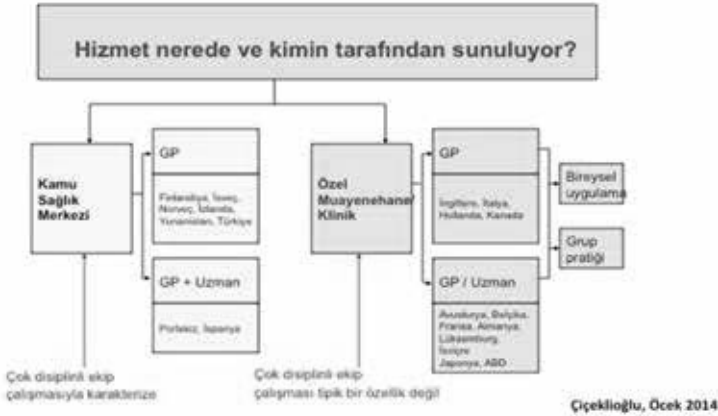 Hizmet nerede ve kimin tarafından sunuluyor?
Kamu
Sağlık
Merkezi
GP
Finlandiya, İsveç,
Norveç, İzlanda,
Yunanistan, Türkiye
GP + Uzman
Portekiz, İspanya
Çok disiplinli ekip
çalışmasıyla karakterize
Özel
Muayenehane/
Klinik
GP
İngiltere, İtalya,
Hollanda, Kanada
GP / Uzman
Avusturya, Belçika,
Fransa, Almanya,
Lüksemburg,
İsviçre
Japonya, ABD
Çok disiplinli ekip
çalışması tipik bir özellik değil
Bireysel
uygulama
Grup
pratiği
Çiçeklioğlu, Öcek 2014